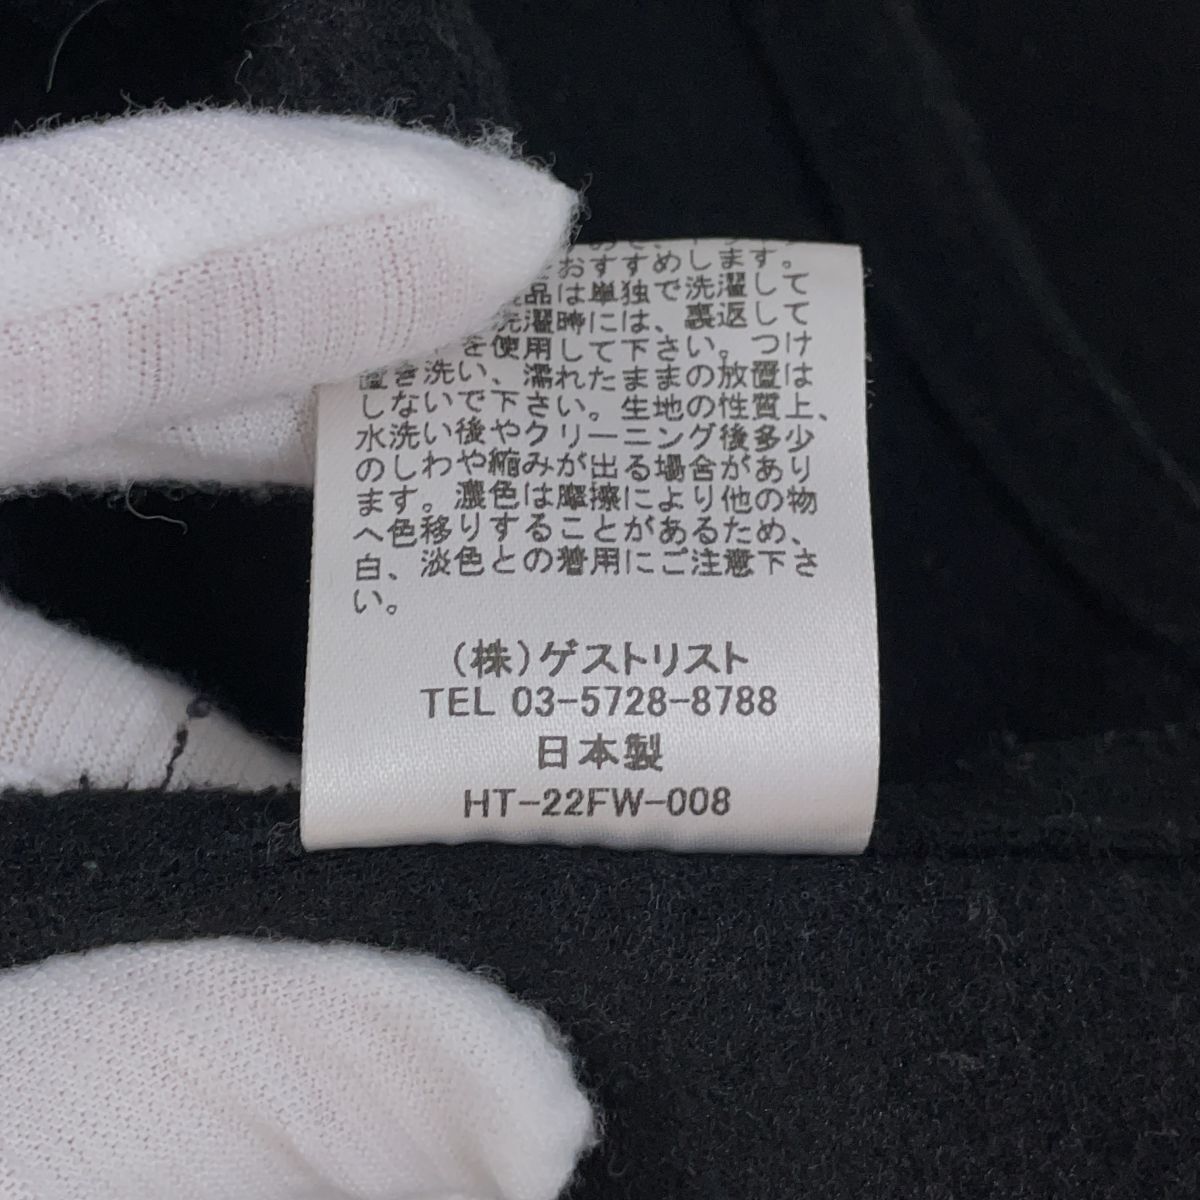 おすすめします。
品は単独で洗濯して
洗濯時には、裏返して
を使用して下さい。つけ
置き洗い、濡れたままの放置は
しないで下さい。生地の性質上、
水洗い後やクリーニング後多少
のしわや縮みが出る場合があり
ます。濃色は摩擦により他の物
へ色移りすることがあるため、
白、淡色との着用にご注意下さ
い。
(株)ゲストリスト
TEL 03-5728-8788
日本製
HT-22FW-008